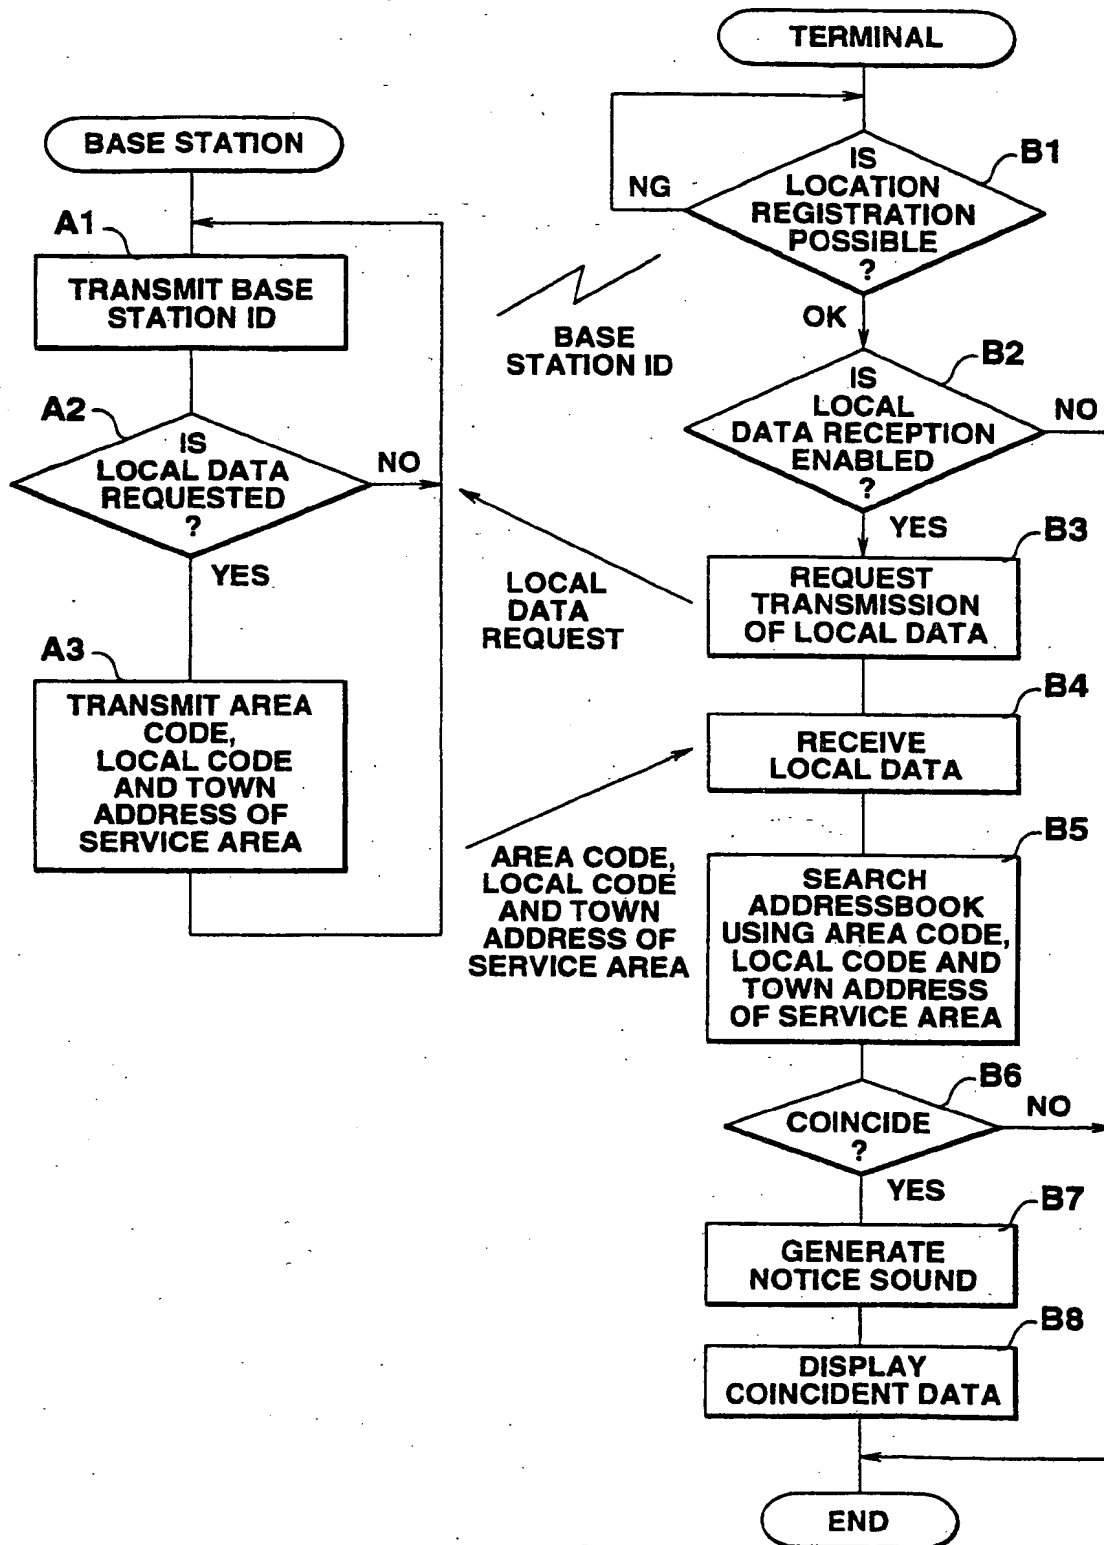 BASE STATION
A1
TRANSMIT BASE
STATION ID
A2
IS
LOCAL DATA
REQUESTED
?
NO
YES
A3
TRANSMIT AREA
CODE,
LOCAL CODE
AND TOWN
ADDRESS OF
SERVICE AREA
BASE
STATION ID
LOCAL
DATA
REQUEST
AREA CODE,
LOCAL CODE
AND TOWN
ADDRESS OF
SERVICE AREA
TERMINAL
B1
IS
LOCATION
REGISTRATION
POSSIBLE
?
NG
OK
B2
IS
LOCAL
DATA RECEPTION
ENABLED
?
NO
YES
B3
REQUEST
TRANSMISSION
OF LOCAL DATA
B4
RECEIVE
LOCAL DATA
B5
SEARCH
ADDRESSBOOK
USING AREA CODE,
LOCAL CODE AND
TOWN ADDRESS
OF SERVICE AREA
B6
COINCIDE
?
NO
YES
B7
GENERATE
NOTICE SOUND
B8
DISPLAY
COINCIDENT DATA
END